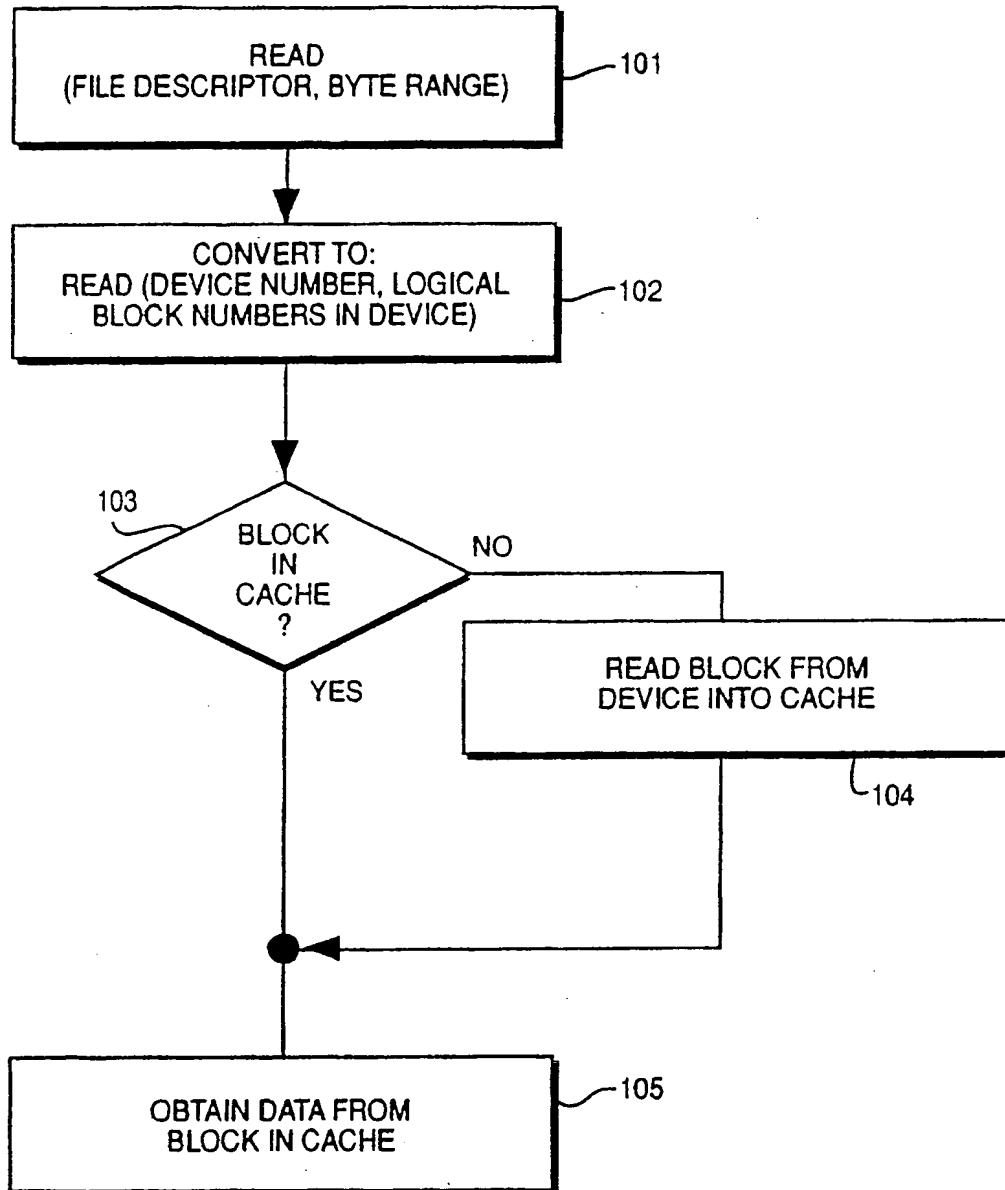 READ
(FILE DESCRIPTOR, BYTE RANGE)
101
CONVERT TO:
READ (DEVICE NUMBER, LOGICAL
BLOCK NUMBERS IN DEVICE)
102
103
BLOCK
IN
CACHE
?
NO
YES
READ BLOCK FROM
DEVICE INTO CACHE
104
OBTAIN DATA FROM
BLOCK IN CACHE
105